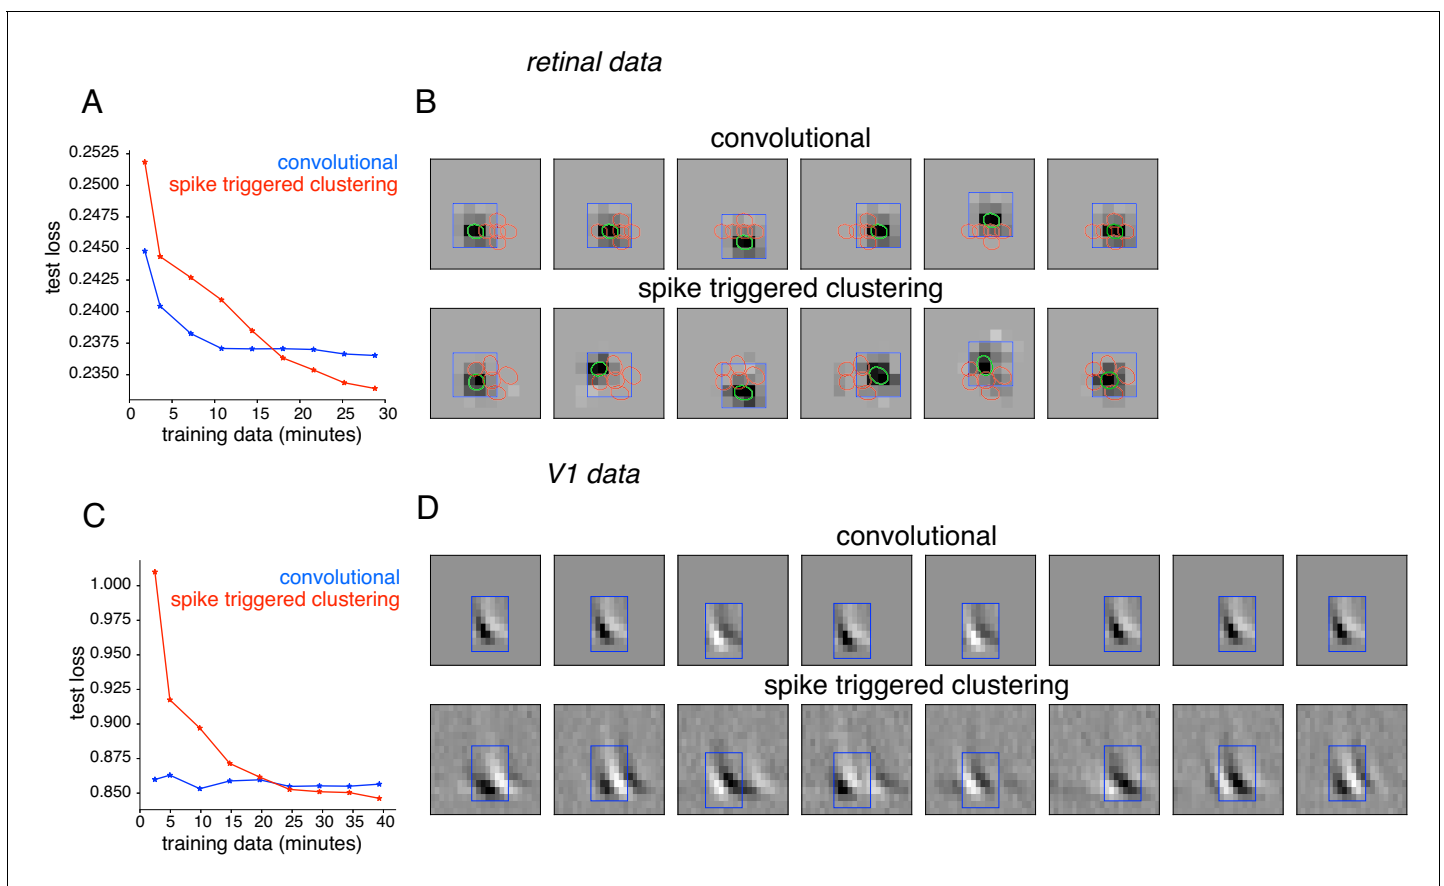 retinal data
A
B
convolutional
0.2525
0.2500
0.2475
0.2450
0.2425
0.2400
0.2375
0.2350
test loss
convolutional
spike triggered clustering
0 5 10 15 20 25 30
training data (minutes)
spike triggered clustering
V1 data
C
D
convolutional
1.000
0.975
0.950
0.925
0.900
0.875
0.850
test loss
convolutional
spike triggered clustering
0 5 10 15 20 25 30 35 40
training data (minutes)
spike triggered clustering